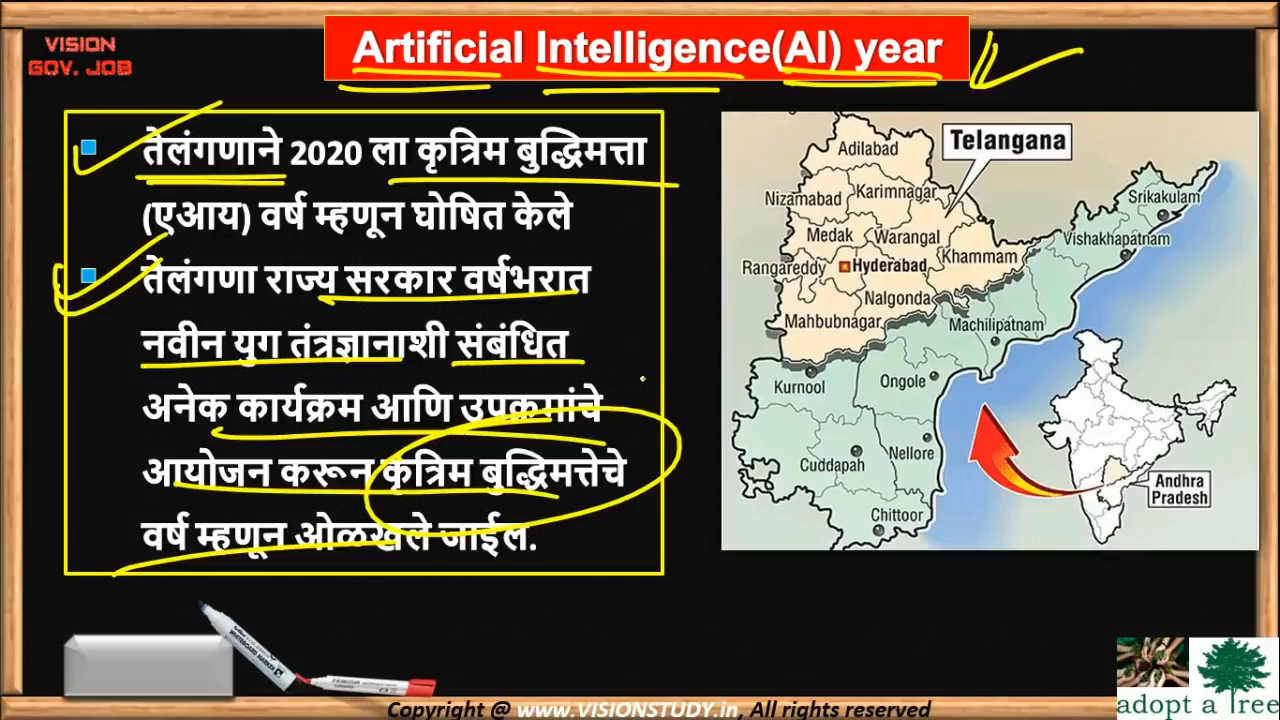 VISION
GOV. JOB
Artificial Intelligence(AI) year
तेलंगणाने 2020 ला कृत्रिम बुद्धिमत्ता
(एआय) वर्ष म्हणून घोषित केले
तेलंगणा राज्य सरकार वर्षभरात
नवीन युग तंत्रज्ञानाशी संबंधित
अनेक कार्यक्रम आणि उपक्रमांचे
आयोजन करून कृत्रिम बुद्धिमत्तेचे
वर्ष म्हणून ओळखले जाईल.
Telangana
Adilabad
Nizamabad
Karimnagar
Medak
Warangal
Rangareddy
Hyderabad
Khammam
Nalgonda
Mahbubnagar
Srikakulam
Vishakhapatnam
Machilipatnam
Kurnool
Ongole
Cuddapah
Nellore
Chittoor
Andhra
Pradesh
WHITEBOARD MARKER
adopt a Tree
Copyright @ www.VISIONSTUDY.in, All rights reserved